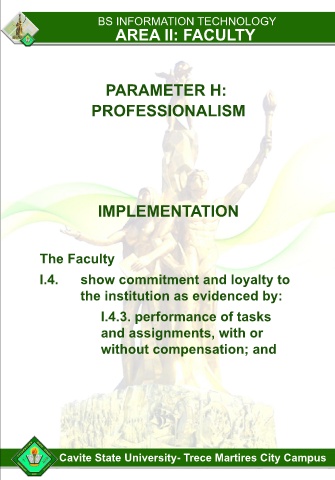 BS INFORMATION TECHNOLOGY
AREA II: FACULTY
PARAMETER H:
PROFESSIONALISM
IMPLEMENTATION
The Faculty
I.4. show commitment and loyalty to
the institution as evidenced by:
I.4.3. performance of tasks
and assignments, with or
without compensation; and
Cavite State University- Trece Martires City Campus